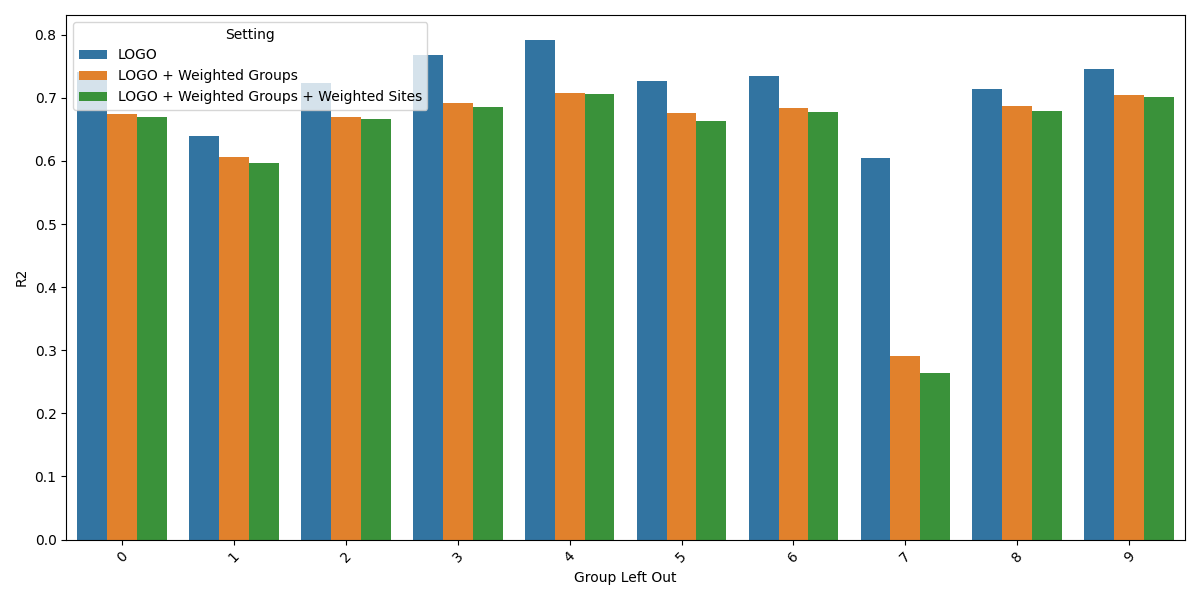 Setting
LOGO
LOGO + Weighted Groups
LOGO + Weighted Groups + Weighted Sites
0.8
0.7
0.6
0.5
0.4
0.3
0.2
0.1
0.0
R2
0 1 2 3 4 5 6 7 8 9
Group Left Out